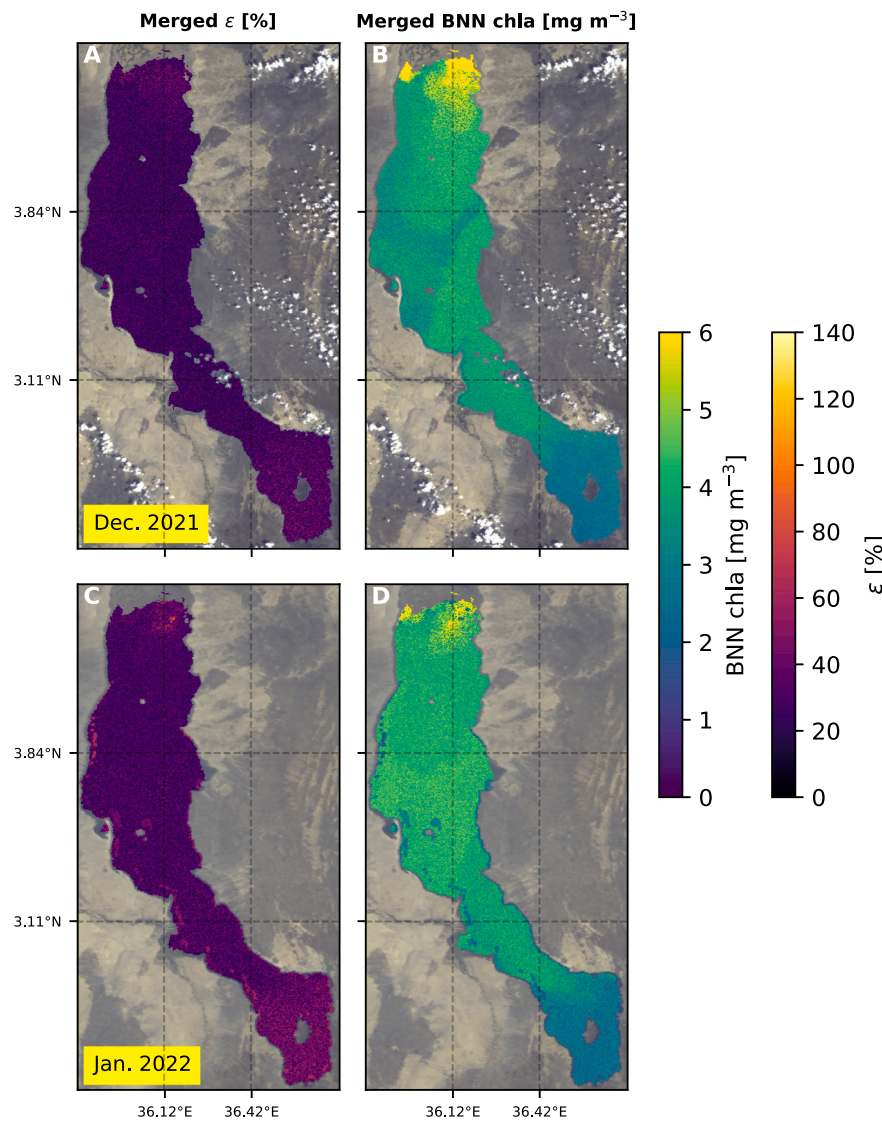 Merged ε [%]
Merged BNN chla [mg m⁻³]
A
B
3.84°N
3.11°N
Dec. 2021
C
D
3.84°N
3.11°N
Jan. 2022
36.12°E
36.42°E
36.12°E
36.42°E
6
5
4
3
2
1
0
BNN chla [mg m⁻³]
140
120
100
80
60
40
20
0
ε [%]